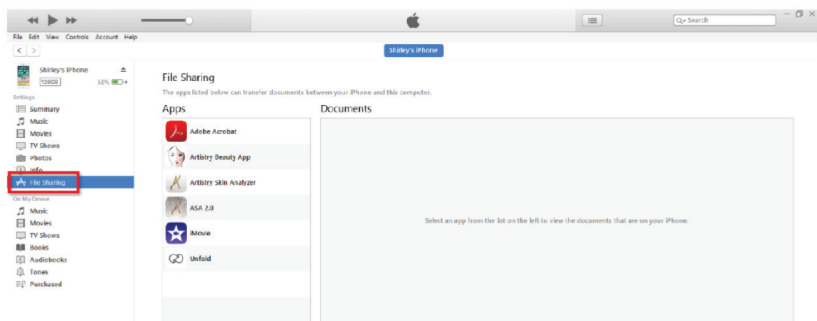 Search
File Edit View Controls Account Help
Shirley's iPhone
Shirley's iPhone
128GB
Settings
Summary
Music
Movies
TV Shows
Photos
Info
File Sharing
On My Device
Music
Movies
TV Shows
Books
Audiobooks
Tones
Purchased
File Sharing
The apps listed below can transfer documents between your iPhone and this computer.
Apps
Adobe Acrobat
Artistry Beauty App
Artistry Skin Analyzer
ASA 2.0
iMovie
Unfold
Documents
Select an app from the list on the left to view the documents that are on your iPhone.